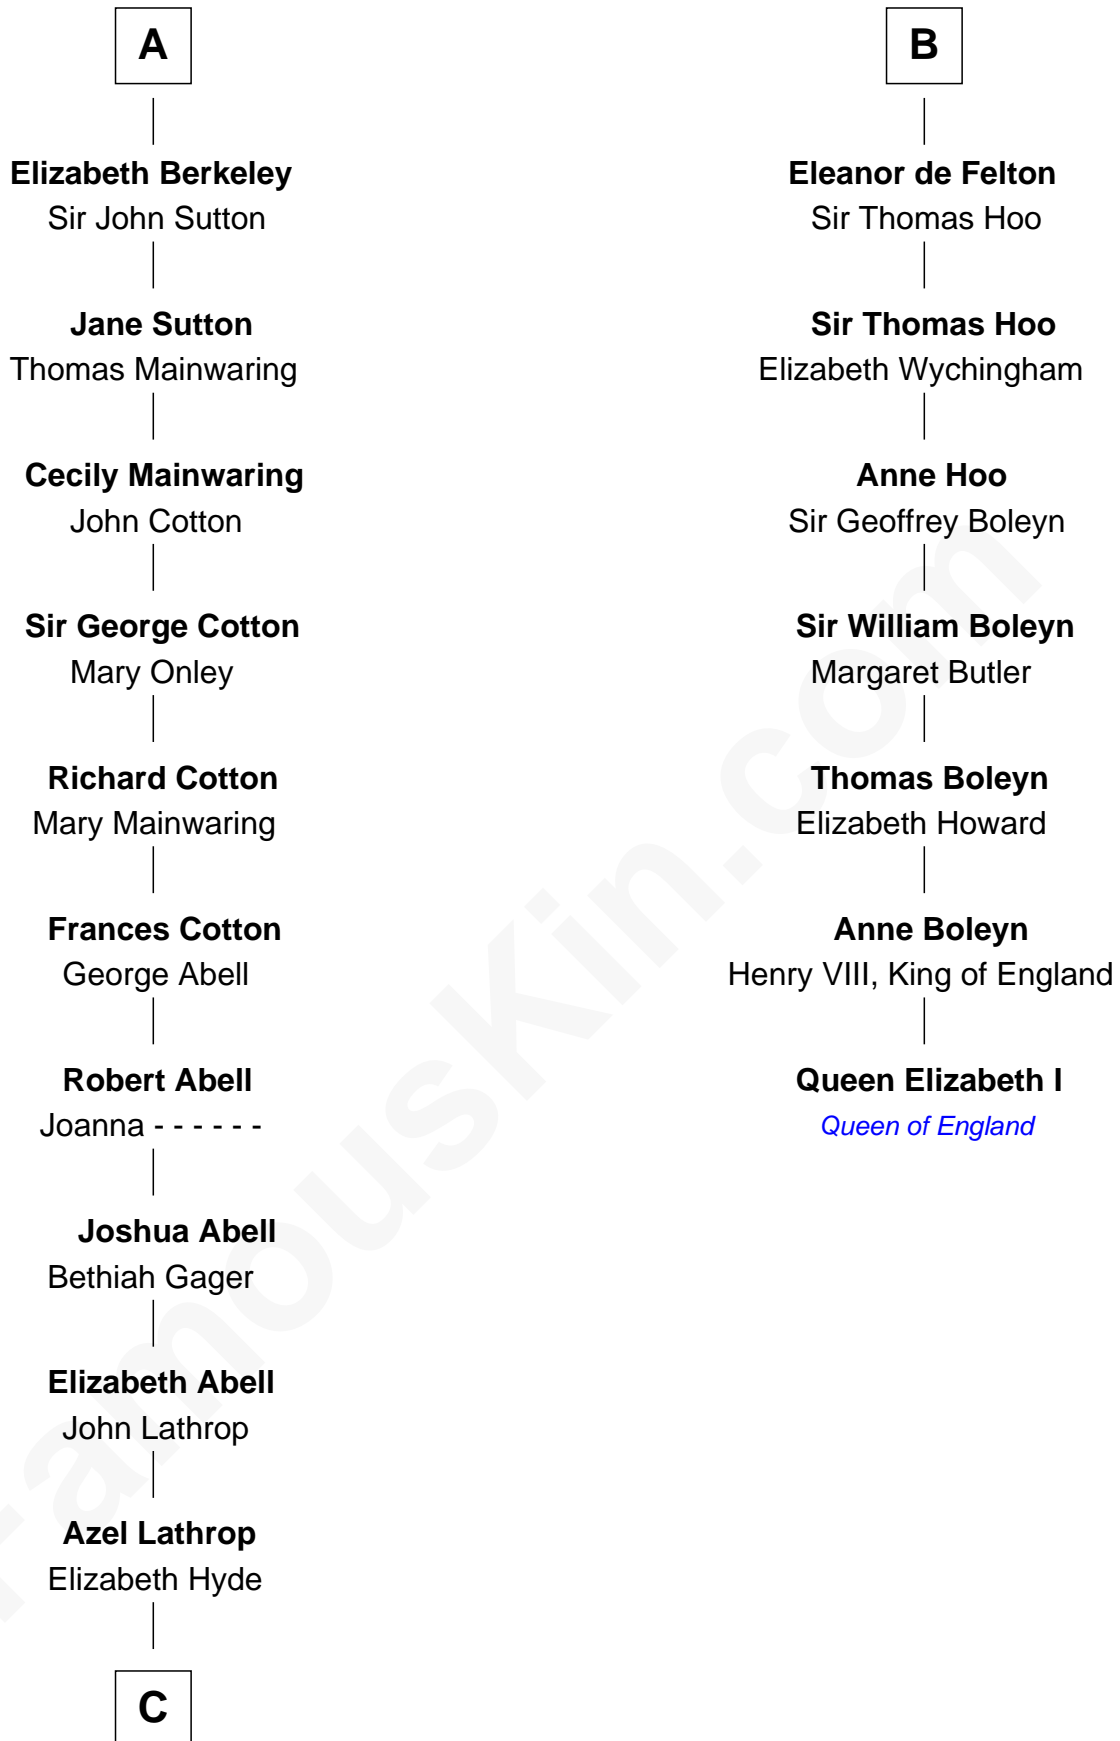 A
Elizabeth Berkeley
Sir John Sutton
Jane Sutton
Thomas Mainwaring
Cecily Mainwaring
John Cotton
Sir George Cotton
Mary Onley
Richard Cotton
Mary Mainwaring
Frances Cotton
George Abell
Robert Abell
Joanna - - - - - -
Joshua Abell
Bethiah Gager
Elizabeth Abell
John Lathrop
Azel Lathrop
Elizabeth Hyde
C
B
Eleanor de Felton
Sir Thomas Hoo
Sir Thomas Hoo
Elizabeth Wychingham
Anne Hoo
Sir Geoffrey Boleyn
Sir William Boleyn
Margaret Butler
Thomas Boleyn
Elizabeth Howard
Anne Boleyn
Henry VIII, King of England
Queen Elizabeth I
Queen of England
FamousKin.com